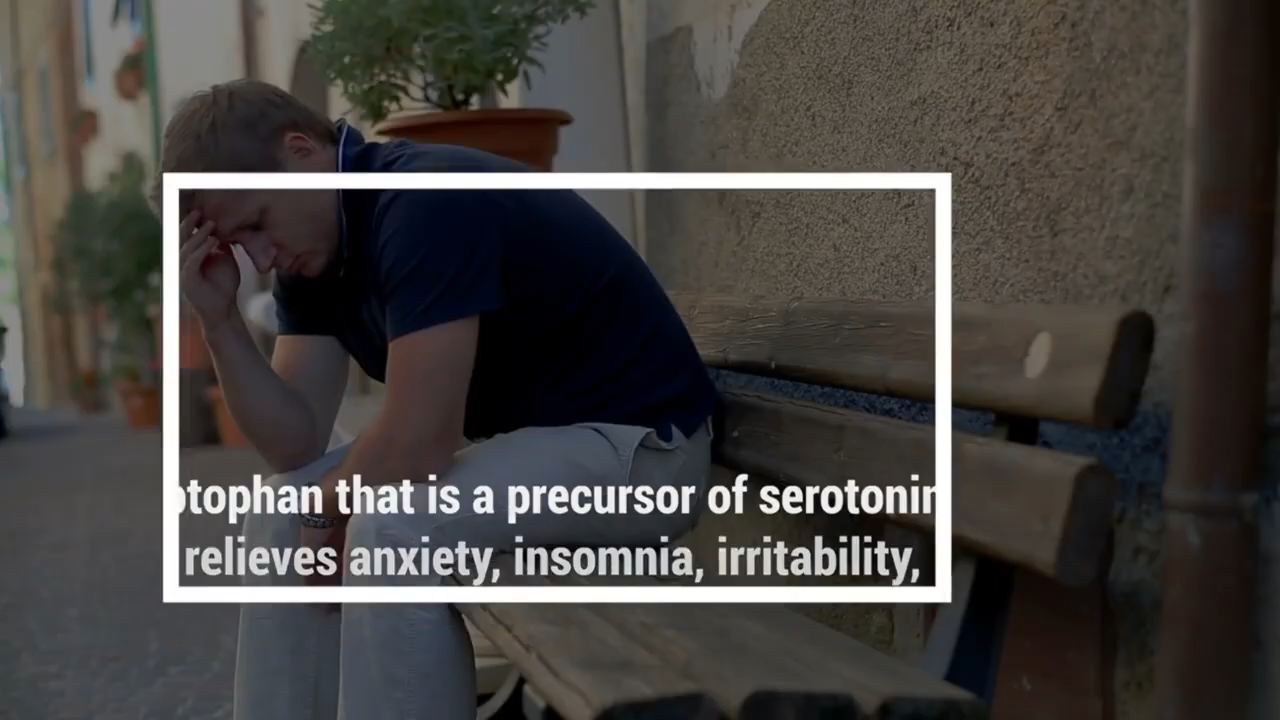 that is a precursor of
relieves anxiety, insomnia, irritability,